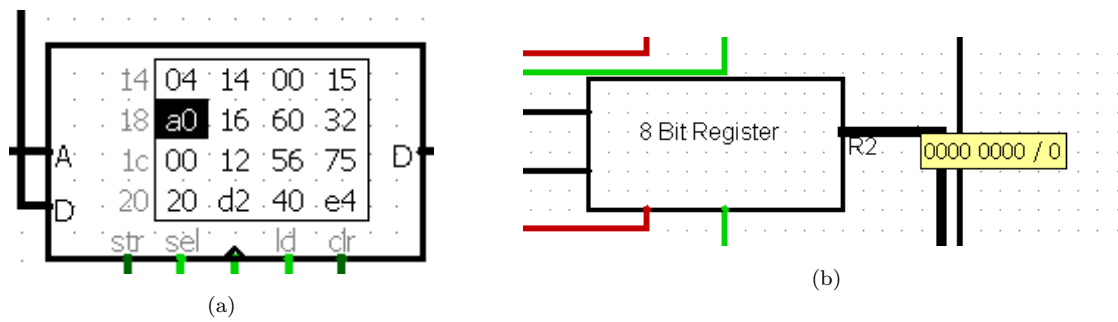 14 04 14 00 15
18 a0 16 60 32
A 1c 00 12 56 75 D
D 20 20 d2 40 e4
str sel ld clr
(a)
8 Bit Register
R2
0000 0000 / 0
(b)